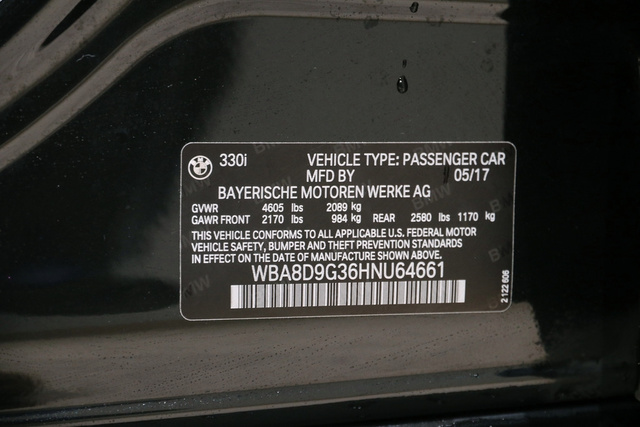 330i VEHICLE TYPE: PASSENGER CAR
MFD BY 05/17
BAYERISCHE MOTOREN WERKE AG
GVWR 4605 lbs 2089 kg
GAWR FRONT 2170 lbs 984 kg REAR 2580 lbs 1170 kg
THIS VEHICLE CONFORMS TO ALL APPLICABLE U.S. FEDERAL MOTOR
VEHICLE SAFETY, BUMPER AND THEFT PREVENTION STANDARDS
IN EFFECT ON THE DATE OF MANUFACTURE SHOWN ABOVE.
WBA8D9G36HNU64661
2 122 606